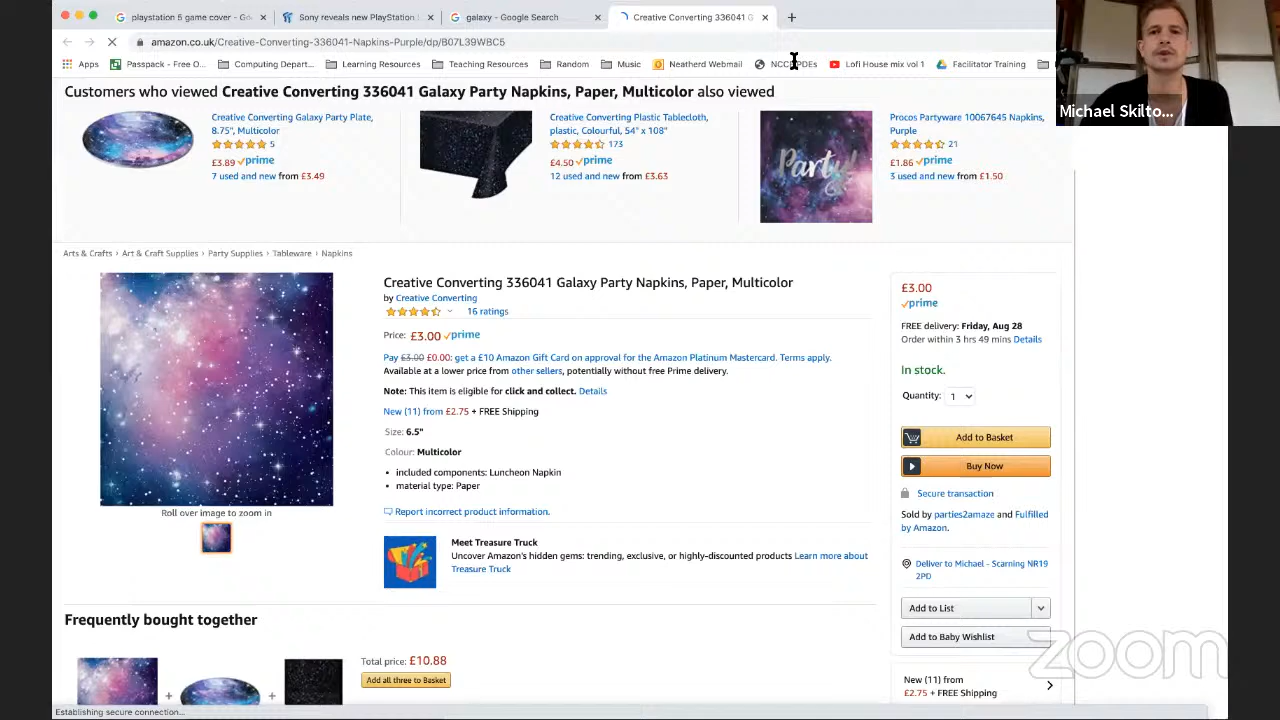 playstation 5 game cover - Go
Sony reveals new PlayStation
galaxy - Google Search
Creative Converting 336041 G
amazon.co.uk/Creative-Converting-336041-Napkins-Purple/dp/B07L39WBC5
Apps
Passpack - Free O...
Computing Depart...
Learning Resources
Teaching Resources
Random
Music
Neatherd Webmail
Lofi House mix vol 1
Facilitator Training
Michael Skilto...
Customers who viewed Creative Converting 336041 Galaxy Party Napkins, Paper, Multicolor also viewed
Creative Converting Galaxy Party Plate,
8.75", Multicolor
5
£3.89 prime
7 used and new from £3.49
Creative Converting Plastic Tablecloth,
plastic, Colourful, 54" x 108"
173
£4.50 prime
12 used and new from £3.63
Party!
Procos Partyware 10067645 Napkins,
Purple
21
£1.86 prime
3 used and new from £1.50
Arts & Crafts › Art & Craft Supplies › Party Supplies › Tableware › Napkins
Roll over image to zoom in
Creative Converting 336041 Galaxy Party Napkins, Paper, Multicolor
by Creative Converting
16 ratings
Price: £3.00 prime
Pay £3.00 £0.00: get a £10 Amazon Gift Card on approval for the Amazon Platinum Mastercard. Terms apply.
Available at a lower price from other sellers, potentially without free Prime delivery.
Note: This item is eligible for click and collect. Details
New (11) from £2.75 + FREE Shipping
Size: 6.5"
Colour: Multicolor
• included components: Luncheon Napkin
• material type: Paper
Report incorrect product information.
Meet Treasure Truck
Uncover Amazon's hidden gems: trending, exclusive, or highly-discounted products Learn more about
Treasure Truck
£3.00
prime
FREE delivery: Friday, Aug 28
Order within 3 hrs 49 mins Details
In stock.
Quantity: 1
Add to Basket
Buy Now
Secure transaction
Sold by parties2amaze and Fulfilled
by Amazon.
Deliver to Michael - Scarning NR19
2PD
Add to List
Add to Baby Wishlist
New (11) from
£2.75 + FREE Shipping
Frequently bought together
Total price: £10.88
Add all three to Basket
Establishing secure connection...
zoom